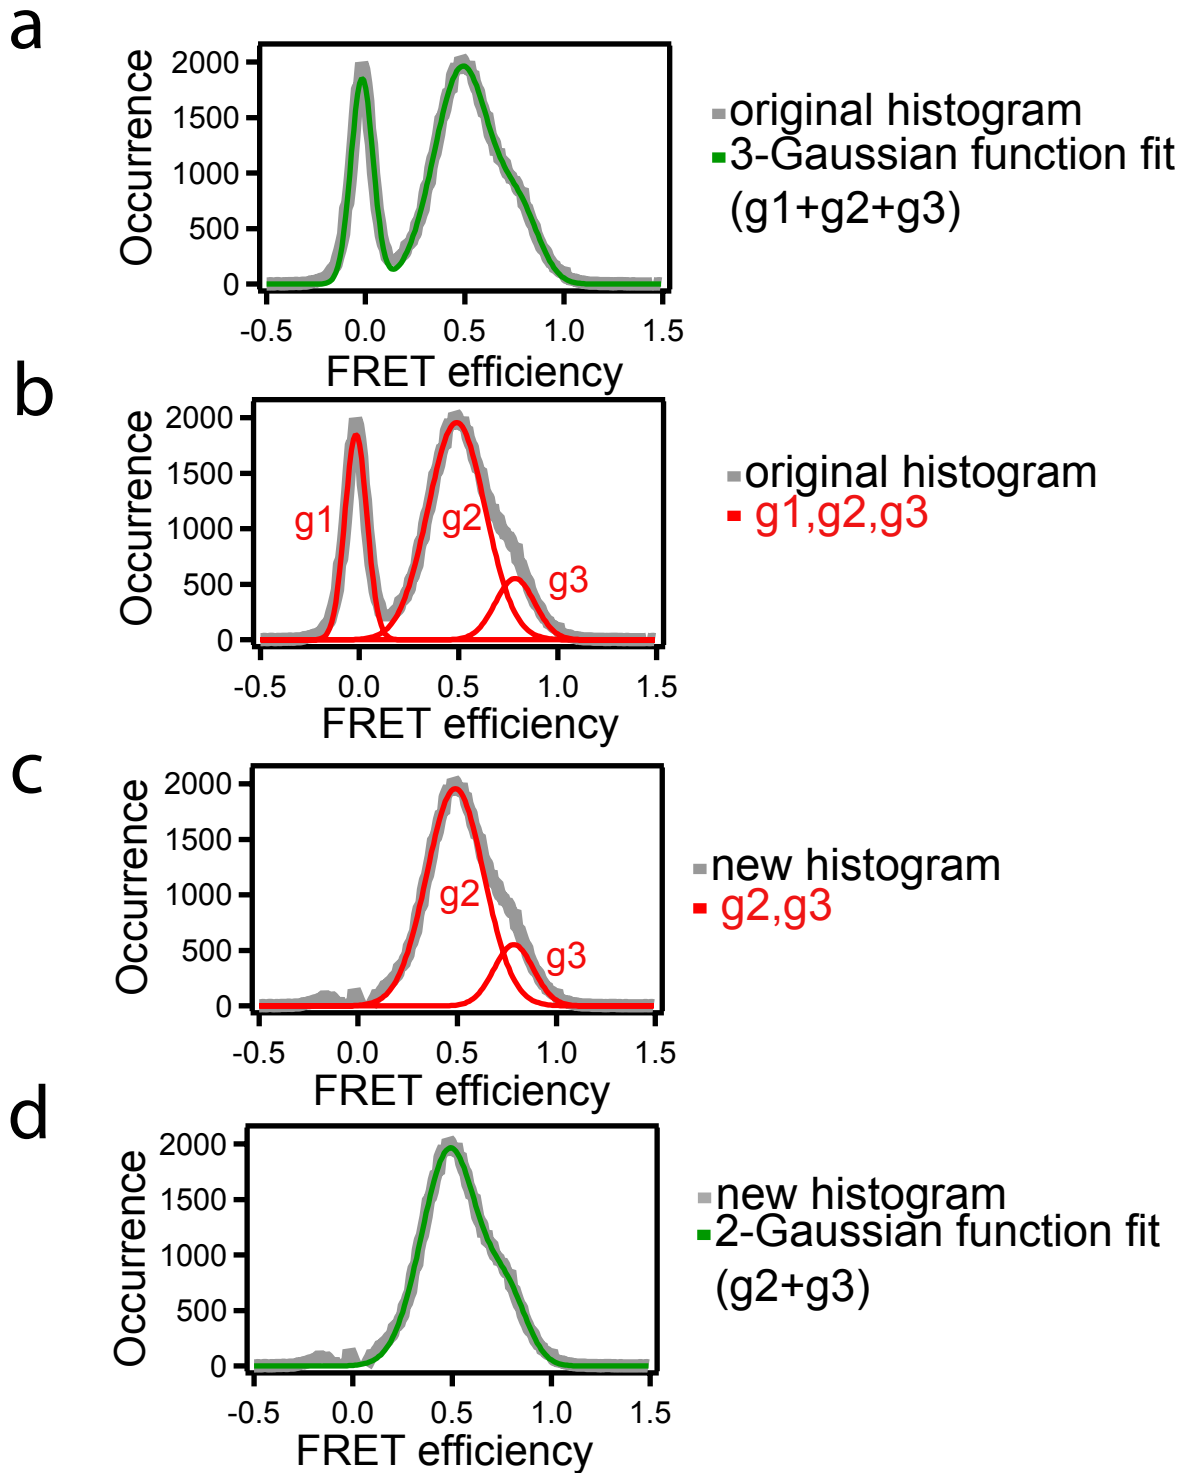 a
Occurrence
2000
1500
1000
500
0
-0.5 0.0 0.5 1.0 1.5
FRET efficiency
original histogram
3-Gaussian function fit
(g1+g2+g3)
b
Occurrence
2000
1500
1000
500
0
g1
g2
g3
-0.5 0.0 0.5 1.0 1.5
FRET efficiency
original histogram
g1,g2,g3
c
Occurrence
2000
1500
1000
500
0
g2
g3
-0.5 0.0 0.5 1.0 1.5
FRET efficiency
new histogram
g2,g3
d
Occurrence
2000
1500
1000
500
0
-0.5 0.0 0.5 1.0 1.5
FRET efficiency
new histogram
2-Gaussian function fit
(g2+g3)